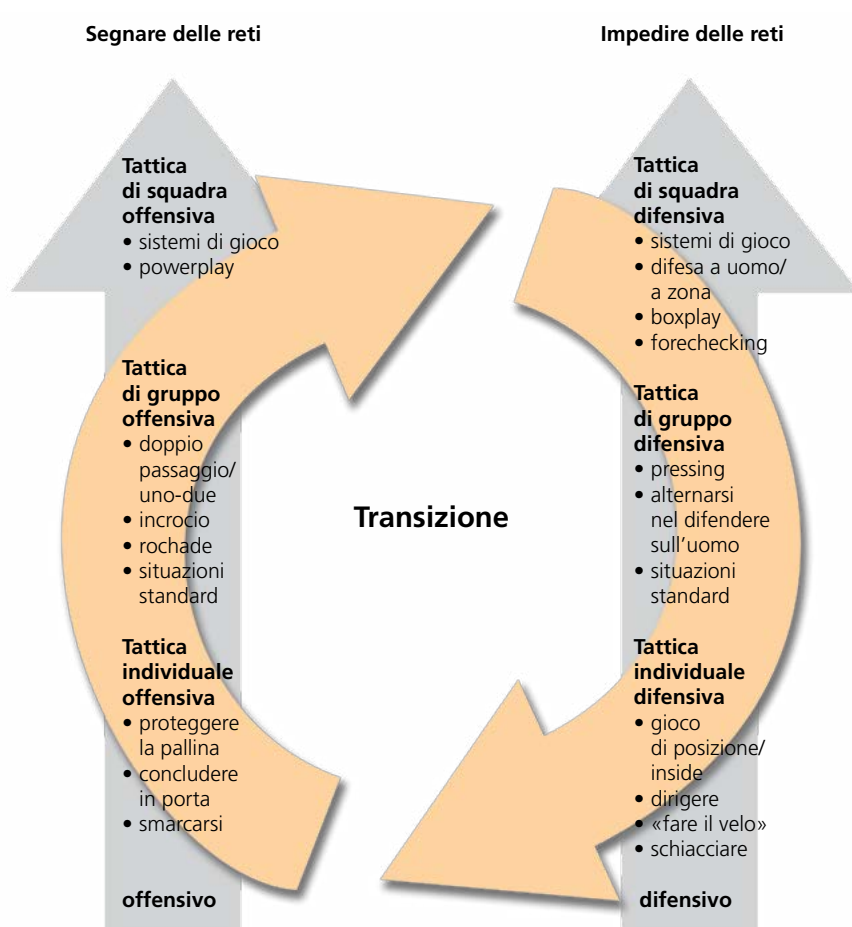 Segnare delle reti
Impedire delle reti
Tattica
di squadra
offensiva
• sistemi di gioco
• powerplay
Tattica
di gruppo
offensiva
• doppio
passaggio/
uno-due
• incrocio
• rochade
• situazioni
standard
Tattica
individuale
offensiva
• proteggere
la pallina
• concludere
in porta
• smarcarsi
offensivo
Transizione
Tattica
di squadra
difensiva
• sistemi di gioco
• difesa a uomo/
a zona
• boxplay
• forechecking
Tattica
di gruppo
difensiva
• pressing
• alternarsi
nel difendere
sull’uomo
• situazioni
standard
Tattica
individuale
difensiva
• gioco
di posizione/
inside
• dirigere
• «fare il velo»
• schiacciare
difensivo